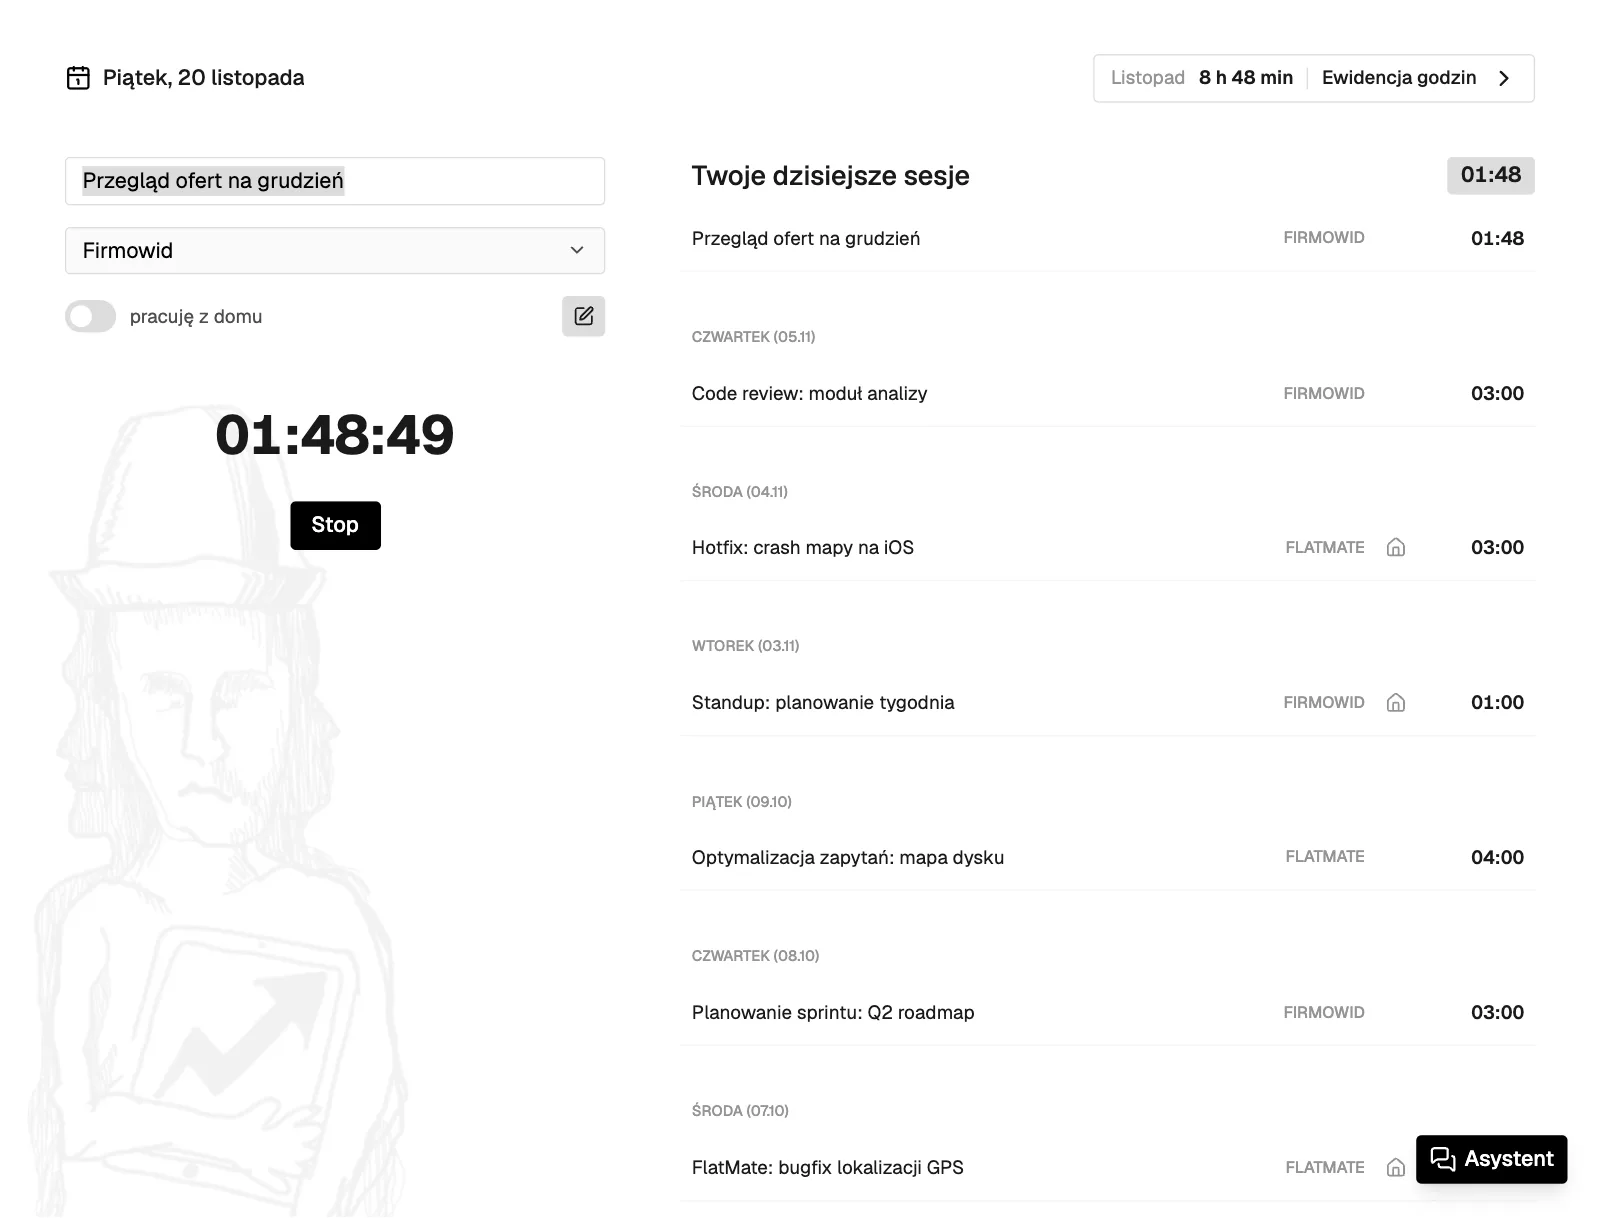 Piątek, 20 listopada
Listopad 8 h 48 min Ewidencja godzin
Przegląd ofert na grudzień
Firmowid
pracuję z domu
01:48:49
Stop
Twoje dzisiejsze sesje 01:48
Przegląd ofert na grudzień FIRMOWID 01:48
CZWARTEK (05.11)
Code review: moduł analizy FIRMOWID 03:00
ŚRODA (04.11)
Hotfix: crash mapy na iOS FLATMATE 03:00
WTOREK (03.11)
Standup: planowanie tygodnia FIRMOWID 01:00
PIĄTEK (09.10)
Optymalizacja zapytań: mapa dysku FLATMATE 04:00
CZWARTEK (08.10)
Planowanie sprintu: Q2 roadmap FIRMOWID 03:00
ŚRODA (07.10)
FlatMate: bugfix lokalizacji GPS FLATMATE
Asystent